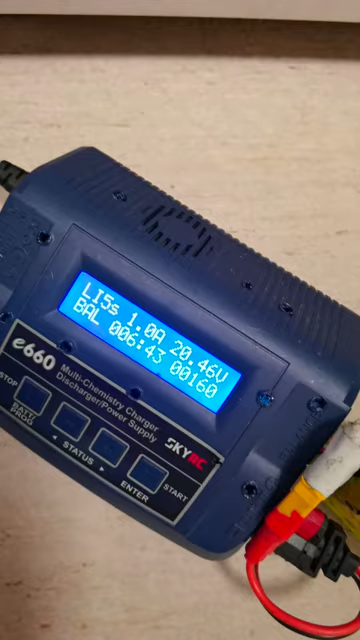 LI5s 1.0A 20.46V
BAL 006:43 00160
e660
Multi-Chemistry Charger
Discharger/Power Supply
SKYRC
STOP
BATT/
PROG
◄ STATUS ►
ENTER
START